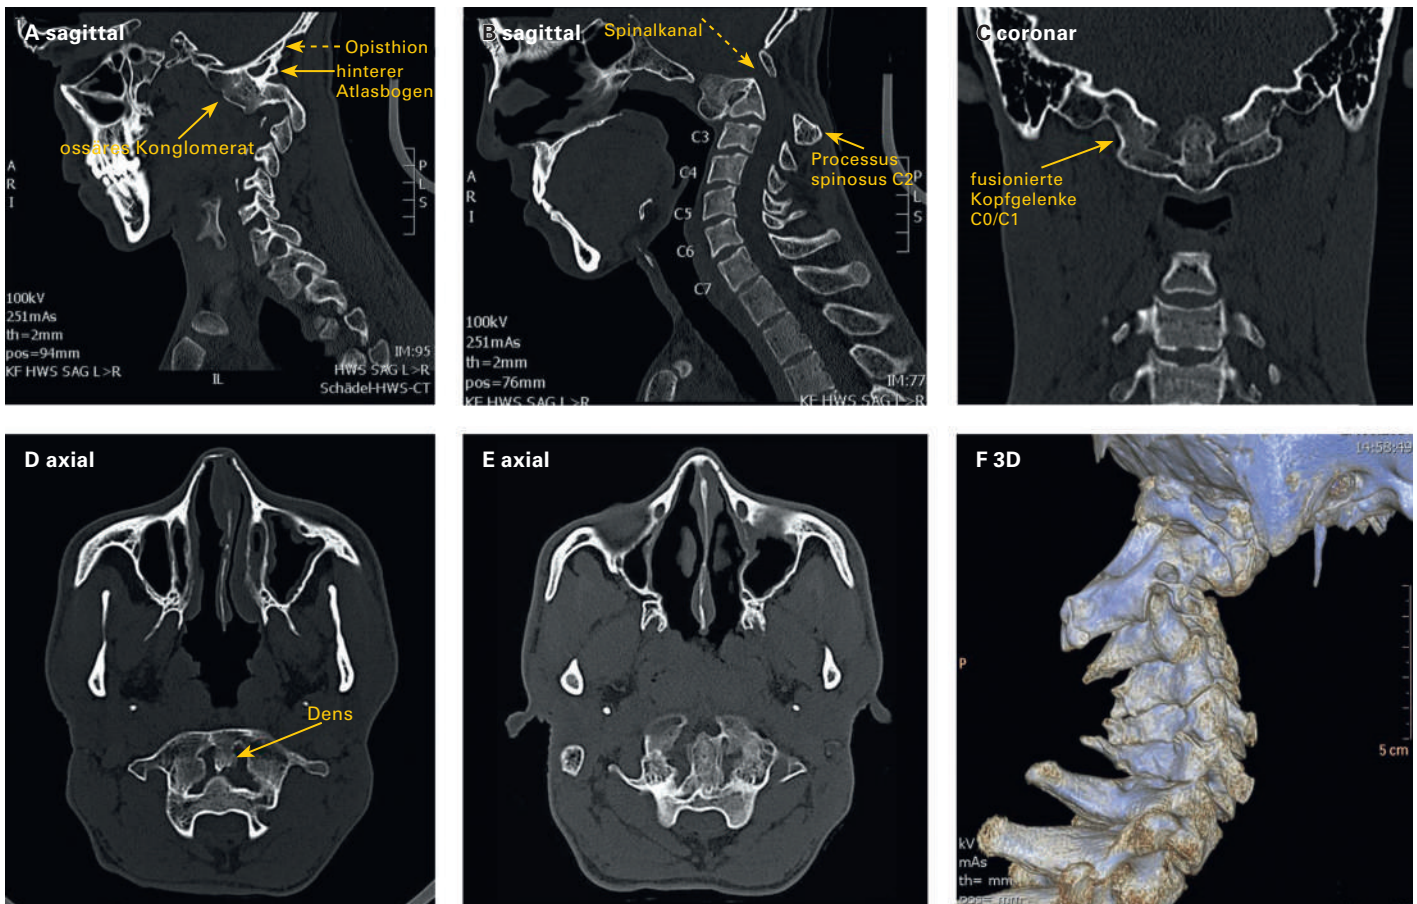 A sagittal
Opisthion
hinterer
Atlasbogen
ossäres Konglomerat
A
R
I
P
L
S
100kV
251mAs
th=2mm
pos=94mm
KF HWS SAG L>R
IL
IM:95
HWS SAG L>R
Schädel-HWS-CT
B sagittal
Spinalkanal
C3
C4
C5
C6
C7
Processus
spinosus C2
A
R
I
P
L
S
100kV
251mAs
th=2mm
pos=76mm
KF HWS SAG L>R
IM:77
KF HWS SAG L>R
C coronar
fusionierte
Kopfgelenke
C0/C1
D axial
Dens
E axial
F 3D
14:58:49
P
5 cm
kV
mAs
th= mm